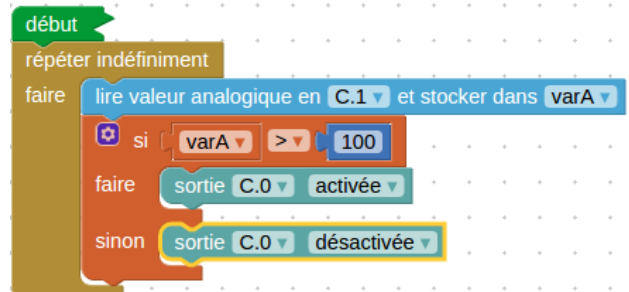 début
répéter indéfiniment
faire lire valeur analogique en C.1 et stocker dans varA
si varA > 100
faire sortie C.0 activée
sinon sortie C.0 désactivée